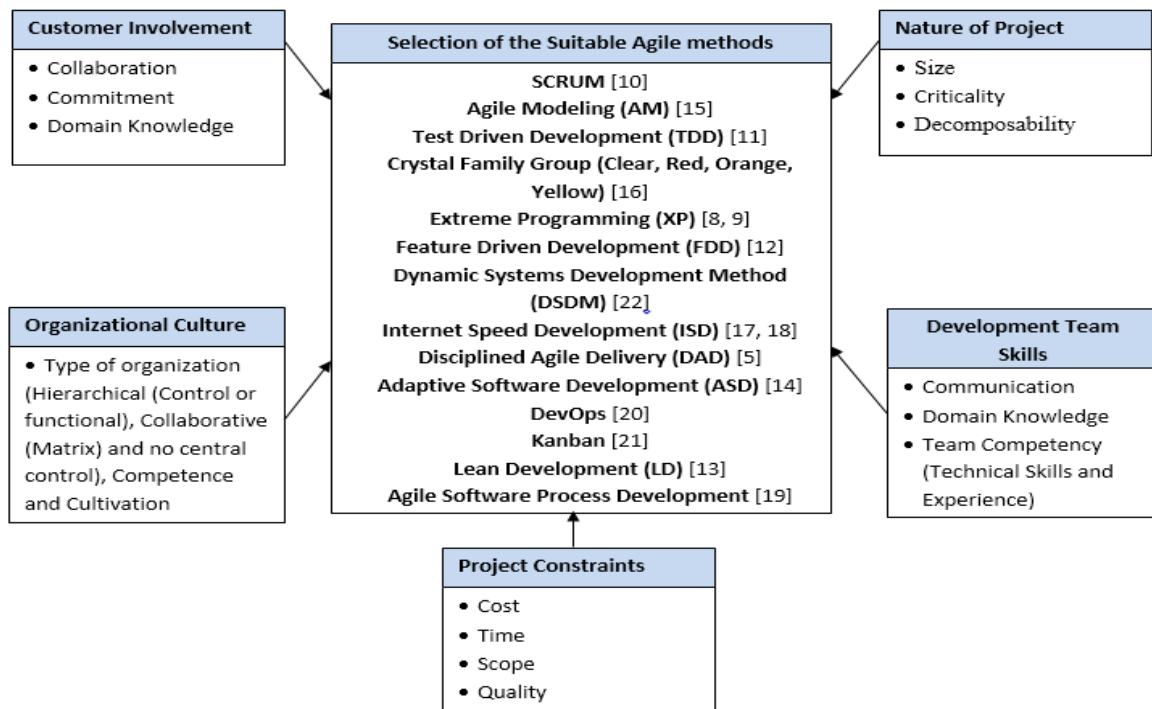 Customer Involvement
• Collaboration
• Commitment
• Domain Knowledge
Selection of the Suitable Agile methods
SCRUM [10]
Agile Modeling (AM) [15]
Test Driven Development (TDD) [11]
Crystal Family Group (Clear, Red, Orange,
Yellow) [16]
Extreme Programming (XP) [8, 9]
Feature Driven Development (FDD) [12]
Dynamic Systems Development Method
(DSDM) [22]
Internet Speed Development (ISD) [17, 18]
Disciplined Agile Delivery (DAD) [5]
Adaptive Software Development (ASD) [14]
DevOps [20]
Kanban [21]
Lean Development (LD) [13]
Agile Software Process Development [19]
Nature of Project
• Size
• Criticality
• Decomposability
Organizational Culture
• Type of organization
(Hierarchical (Control or
functional), Collaborative
(Matrix) and no central
control), Competence
and Cultivation
Development Team
Skills
• Communication
• Domain Knowledge
• Team Competency
(Technical Skills and
Experience)
Project Constraints
• Cost
• Time
• Scope
• Quality